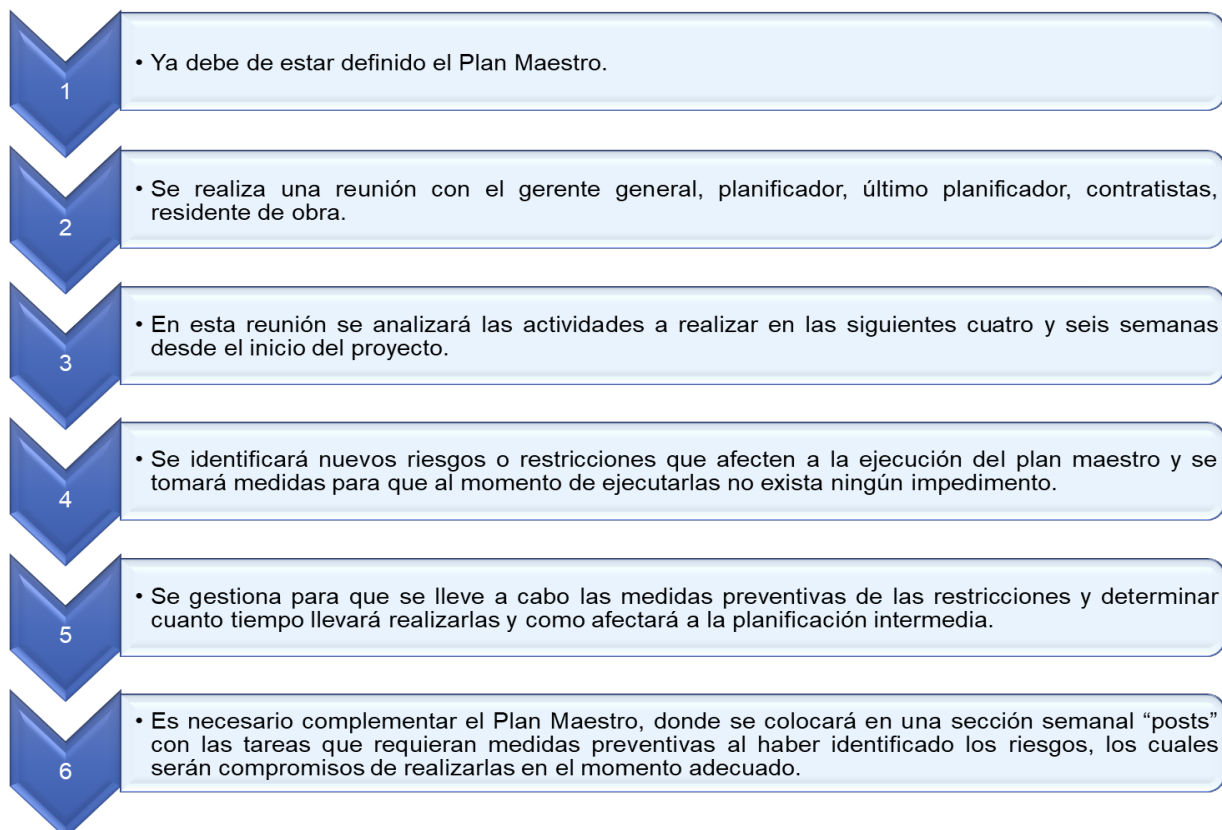 1
• Ya debe de estar definido el Plan Maestro.
2
• Se realiza una reunión con el gerente general, planificador, último planificador, contratistas,
residente de obra.
3
• En esta reunión se analizará las actividades a realizar en las siguientes cuatro y seis semanas
desde el inicio del proyecto.
4
• Se identificará nuevos riesgos o restricciones que afecten a la ejecución del plan maestro y se
tomará medidas para que al momento de ejecutarlas no exista ningún impedimento.
5
• Se gestiona para que se lleve a cabo las medidas preventivas de las restricciones y determinar
cuanto tiempo llevará realizarlas y como afectará a la planificación intermedia.
6
• Es necesario complementar el Plan Maestro, donde se colocará en una sección semanal “posts”
con las tareas que requieran medidas preventivas al haber identificado los riesgos, los cuales
serán compromisos de realizarlas en el momento adecuado.